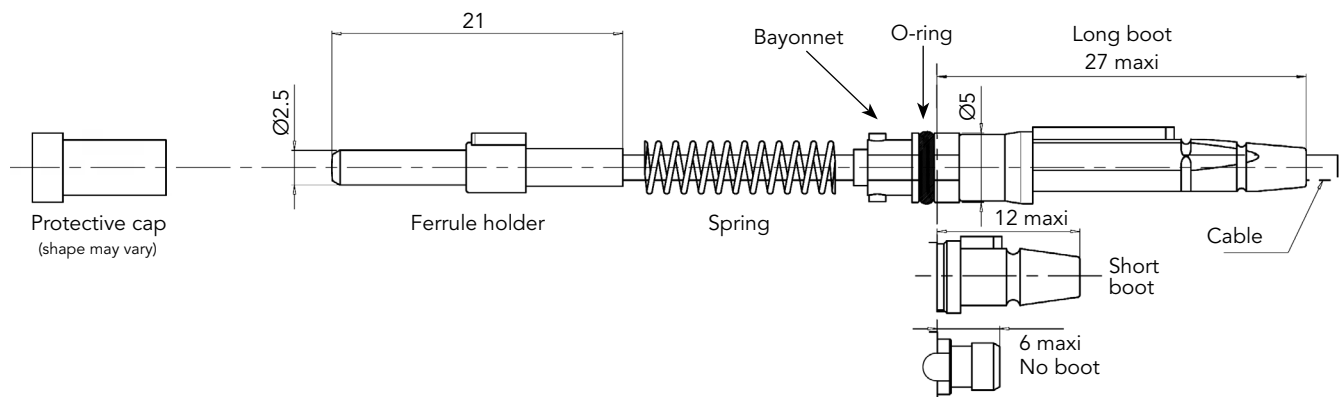 21
Bayonnet
O-ring
Long boot
27 maxi
Ø2.5
Ø5
Protective cap
(shape may vary)
Ferrule holder
Spring
12 maxi
Cable
Short
boot
6 maxi
No boot